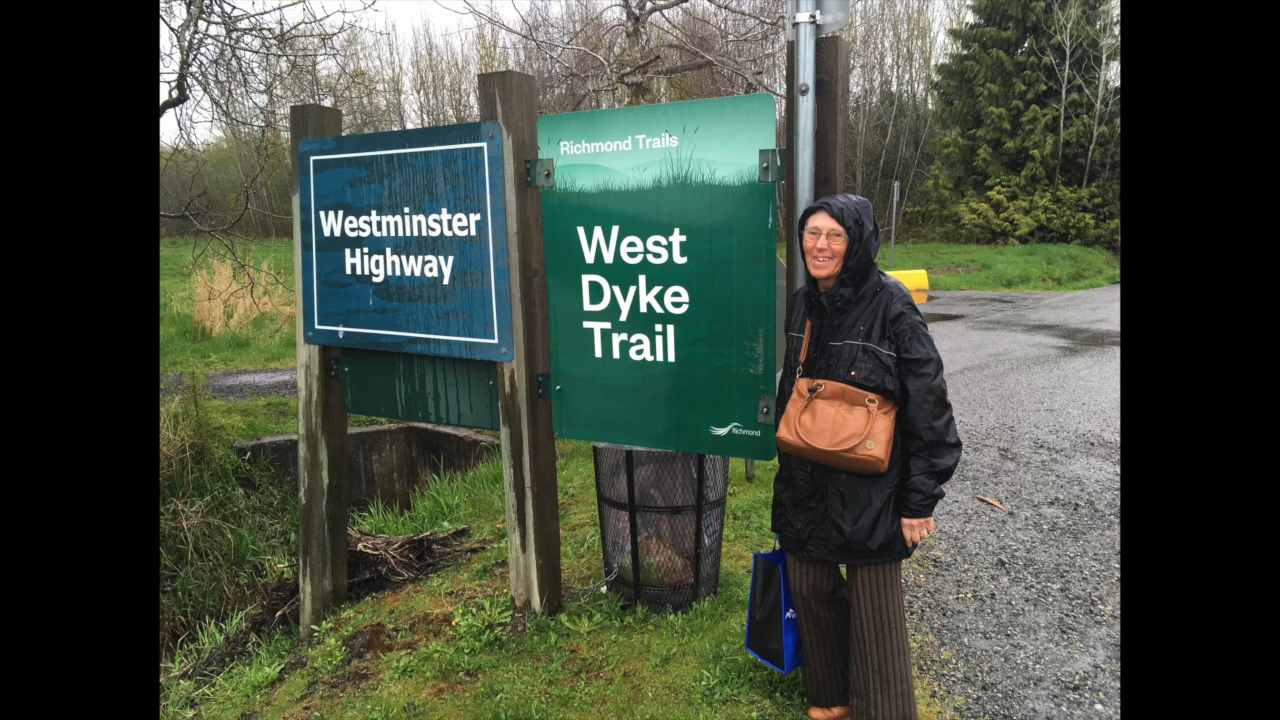 Westminster
Highway
Richmond Trails
West
Dyke
Trail
Richmond